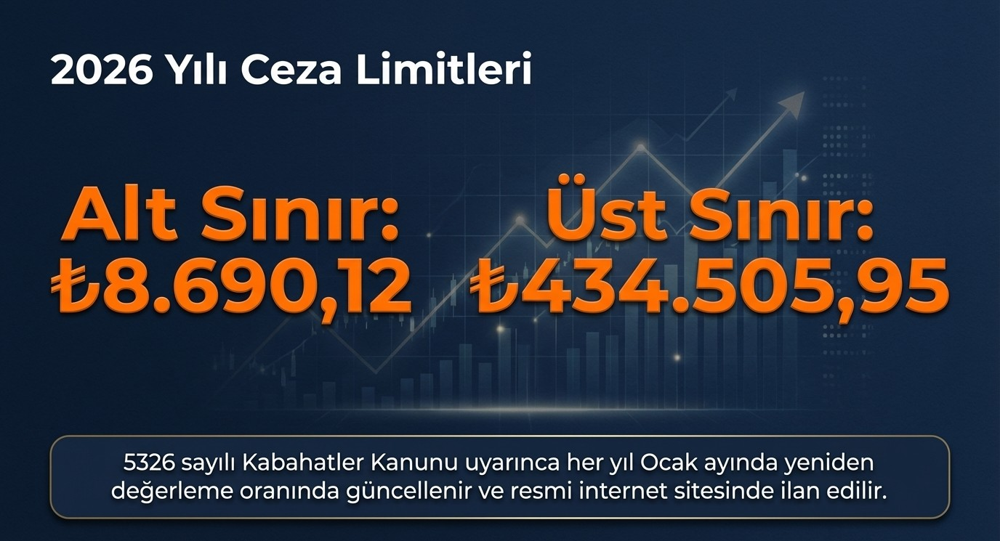 2026 Yılı Ceza Limitleri
Alt Sınır:
₺8.690,12
Üst Sınır:
₺434.505,95
5326 sayılı Kabahatler Kanunu uyarınca her yıl Ocak ayında yeniden
değerleme oranında güncellenir ve resmi internet sitesinde ilan edilir.